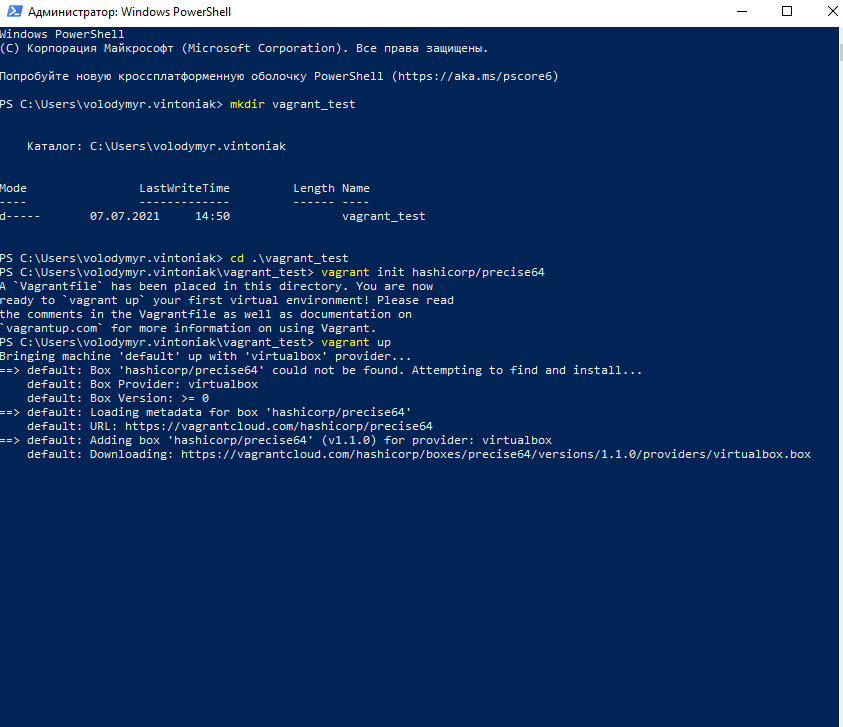 Администратор: Windows PowerShell
Windows PowerShell
(C) Корпорация Майкрософт (Microsoft Corporation). Все права защищены.
Попробуйте новую кроссплатформенную оболочку PowerShell (https://aka.ms/pscore6)
PS C:\Users\volodymyr.vintoniak> mkdir vagrant_test
    Каталог: C:\Users\volodymyr.vintoniak
Mode                LastWriteTime         Length Name
----                -------------         ------ ----
d-----       07.07.2021     14:50                vagrant_test
PS C:\Users\volodymyr.vintoniak> cd .\vagrant_test
PS C:\Users\volodymyr.vintoniak\vagrant_test> vagrant init hashicorp/precise64
A `Vagrantfile` has been placed in this directory. You are now
ready to `vagrant up` your first virtual environment! Please read
the comments in the Vagrantfile as well as documentation on
`vagrantup.com` for more information on using Vagrant.
PS C:\Users\volodymyr.vintoniak\vagrant_test> vagrant up
Bringing machine 'default' up with 'virtualbox' provider...
==> default: Box 'hashicorp/precise64' could not be found. Attempting to find and install...
    default: Box Provider: virtualbox
    default: Box Version: >= 0
==> default: Loading metadata for box 'hashicorp/precise64'
    default: URL: https://vagrantcloud.com/hashicorp/precise64
==> default: Adding box 'hashicorp/precise64' (v1.1.0) for provider: virtualbox
    default: Downloading: https://vagrantcloud.com/hashicorp/boxes/precise64/versions/1.1.0/providers/virtualbox.box